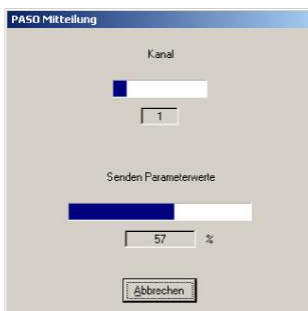 PASO Mitteilung
Kanal
1
Senden Parameterwerte
57 %
Abbrechen